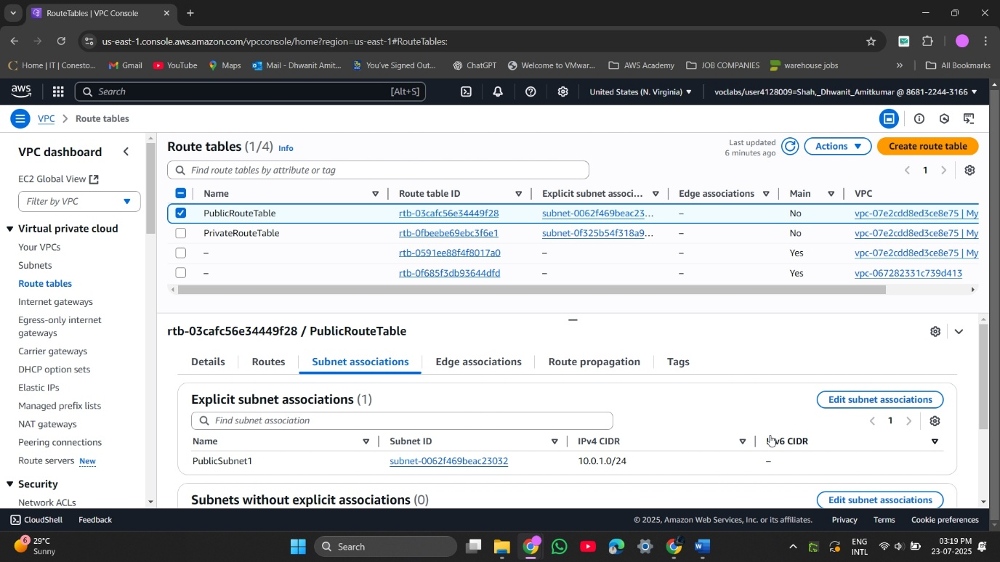 RouteTables | VPC Console
us-east-1.console.aws.amazon.com/vpcconsole/home?region=us-east-1#RouteTables:
Home | IT | Conesto... Gmail YouTube Maps Mail - Dhwanit Amit... You've Signed Out... ChatGPT Welcome to VMwar... AWS Academy JOB COMPANIES warehouse jobs » All Bookmarks
aws Search [Alt+S] United States (N. Virginia) voclabs/user4128009=Shah,_Dhwanit_Amitkumar @ 8681-2244-3166
VPC Route tables
VPC dashboard
EC2 Global View
Filter by VPC
Virtual private cloud
Your VPCs
Subnets
Route tables
Internet gateways
Egress-only internet
gateways
Carrier gateways
DHCP option sets
Elastic IPs
Managed prefix lists
NAT gateways
Peering connections
Route servers New
Security
Network ACLs
Route tables (1/4) Info
Last updated
6 minutes ago
Actions
Create route table
Find route tables by attribute or tag
1
Name Route table ID Explicit subnet associ... Edge associations Main VPC
PublicRouteTable rtb-03cafc56e34449f28 subnet-0062f469beac23... – No vpc-07e2cdd8ed3ce8e75 | My
PrivateRouteTable rtb-0fbeebe69ebc3f6e1 subnet-0f325b54f318a9... – No vpc-07e2cdd8ed3ce8e75 | My
– rtb-0591ee88f4f8017a0 – – Yes vpc-07e2cdd8ed3ce8e75 | My
– rtb-0f685f3db93644dfd – – Yes vpc-067282331c739d413
rtb-03cafc56e34449f28 / PublicRouteTable
Details Routes Subnet associations Edge associations Route propagation Tags
Explicit subnet associations (1)
Edit subnet associations
Find subnet association
1
Name Subnet ID IPv4 CIDR IPv6 CIDR
PublicSubnet1 subnet-0062f469beac23032 10.0.1.0/24 –
Subnets without explicit associations (0)
Edit subnet associations
CloudShell Feedback © 2025, Amazon Web Services, Inc. or its affiliates. Privacy Terms Cookie preferences
6
29°C
Sunny
Search
ENG
INTL
03:19 PM
23-07-2025